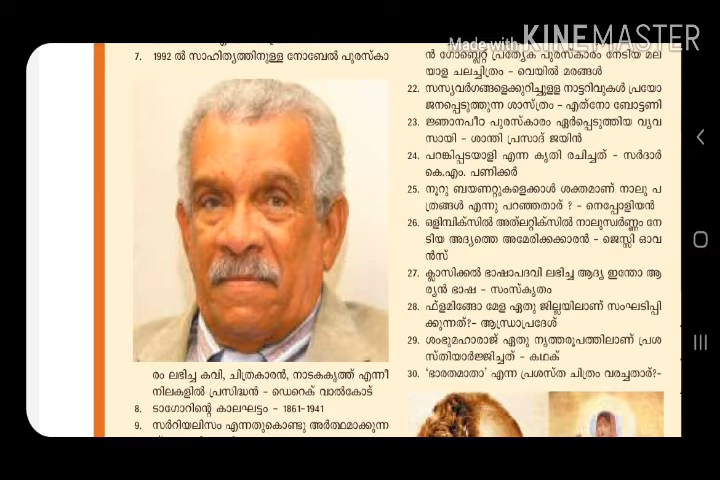 Made with KINEMASTER
7. 1992 ൽ സാഹിത്യത്തിനുള്ള നോബേൽ പുരസ്കാ
രം ലഭിച്ച കവി, ചിത്രകാരൻ, നാടകകൃത്ത് എന്നീ
നിലകളിൽ പ്രസിദ്ധൻ - ഡെറെക് വാൽകോട്
8. ടാഗോറിന്റെ കാലഘട്ടം - 1861-1941
9. സർറിയലിസം എന്നതുകൊണ്ടു അർത്ഥമാക്കുന്ന
ൻ ഗോബ്ലെറ്റ് പ്രത്യേക പുരസ്കാരം നേടിയ മല
യാള ചലച്ചിത്രം - വെയിൽ മരങ്ങൾ
22. സസ്യവർഗങ്ങളെക്കുറിച്ചുളള നാട്ടറിവുകൾ പ്രയോ
ജനപ്പെടുത്തുന്ന ശാസ്ത്രം - എത്നോ ബോട്ടണി
23. ജ്ഞാനപീഠ പുരസ്കാരം ഏർപ്പെടുത്തിയ വ്യവ
സായി - ശാന്തി പ്രസാദ് ജയിൻ
24. പറങ്കിപ്പടയാളി എന്ന കൃതി രചിച്ചത് - സർദാർ
കെ.എം. പണിക്കർ
25. നൂറു ബയണറ്റുകളെക്കാൾ ശക്തമാണ് നാലു പ
ത്രങ്ങൾ എന്നു പറഞ്ഞതാര് ? - നെപ്പോളിയൻ
26. ഒളിമ്പിക്സിൽ അത്‌ലറ്റിക്സിൽ നാലുസ്വർണ്ണം നേ
ടിയ അദ്യത്തെ അമേരിക്കക്കാരൻ - ജെസ്സി ഓവ
ൻസ്
27. ക്ലാസിക്കൽ ഭാഷാപദവി ലഭിച്ച ആദ്യ ഇന്തോ ആ
ര്യൻ ഭാഷ - സംസ്കൃതം
28. ഫ്ളമിങ്ങോ മേള ഏതു ജില്ലയിലാണ് സംഘടിപ്പി
ക്കുന്നത്?- ആന്ധ്രാപ്രദേശ്
29. ശംഭുമഹാരാജ് ഏതു നൃത്തരൂപത്തിലാണ് പ്രശ
സ്തിയാർജ്ജിച്ചത് - കഥക്
30. 'ഭാരതമാതാ' എന്ന പ്രശസ്ത ചിത്രം വരച്ചതാര്?-